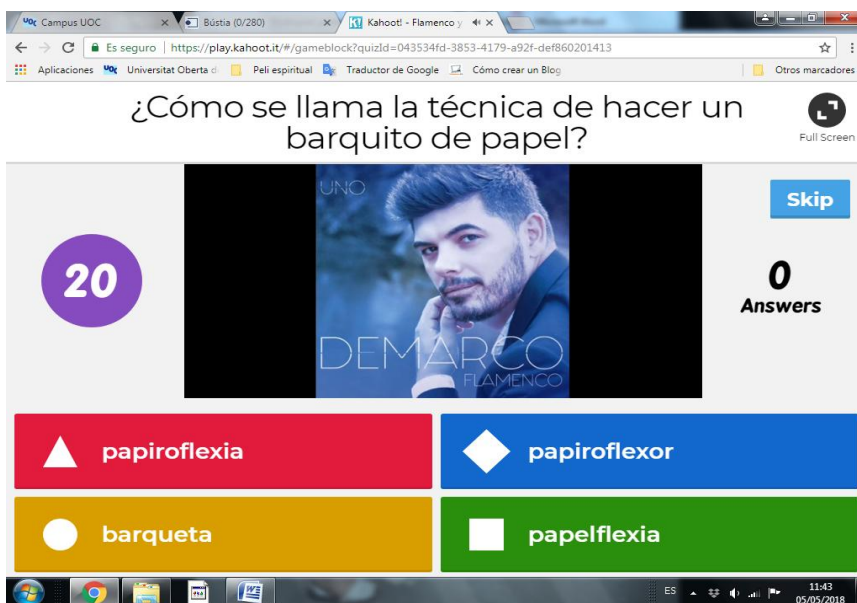 UOC Campus UOC
Bústia (0/280)
K! Kahoot! - Flamenco y
Es seguro | https://play.kahoot.it/#/gameblock?quizId=043534fd-3853-4179-a92f-def860201413
Aplicaciones
UOC Universitat Oberta d
Peli espiritual
Traductor de Google
Cómo crear un Blog
Otros marcadores
¿Cómo se llama la técnica de hacer un
barquito de papel?
Full Screen
UNO
DEMARCO
FLAMENCO
20
Skip
0
Answers
papiroflexia
papiroflexor
barqueta
papelflexia
ES
11:43
05/05/2018